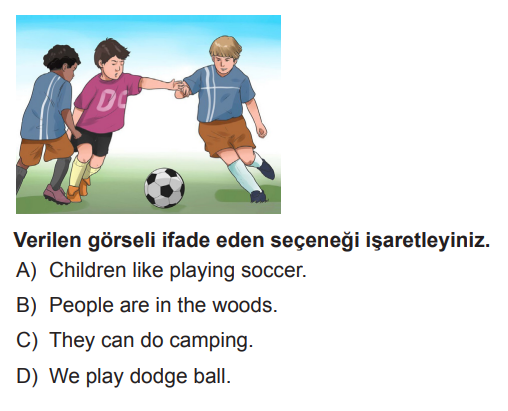 DC
Verilen görseli ifade eden seçeneği işaretleyiniz.
A) Children like playing soccer.
B) People are in the woods.
C) They can do camping.
D) We play dodge ball.